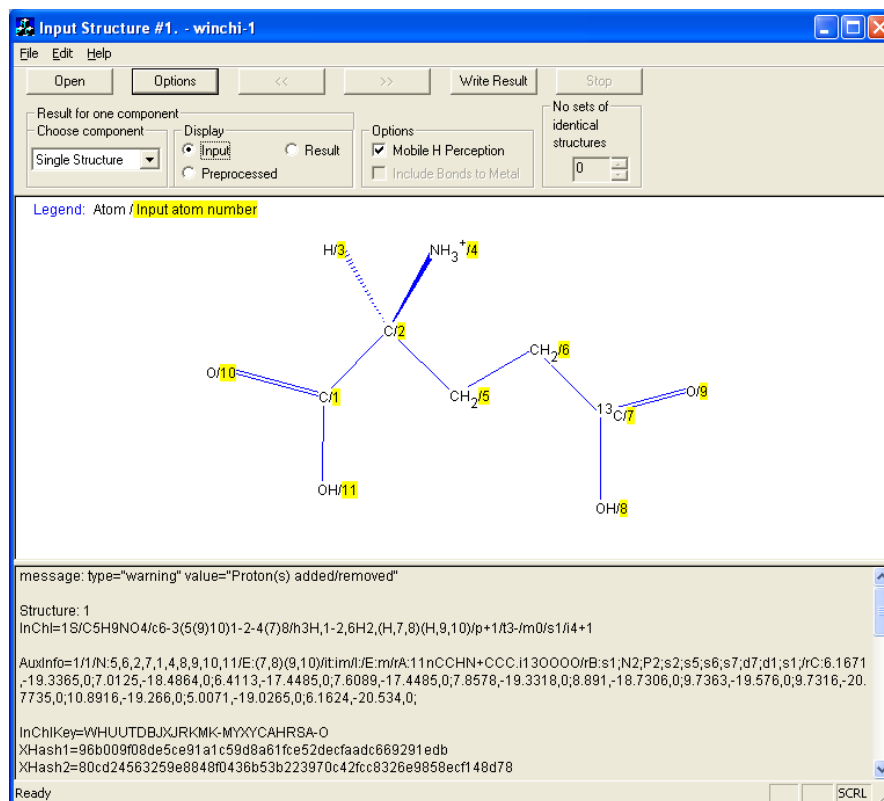 Input Structure #1. - winchi-1
File Edit Help
Open Options << >> Write Result Stop
Result for one component
Choose component
Single Structure
Display
Input
Result
Preprocessed
Options
Mobile H Perception
Include Bonds to Metal
No sets of
identical
structures
0
Legend: Atom /Input atom number
H/3
NH3+/4
C/2
CH2/6
O/10
C/1
CH2/5
13C/7
O/9
OH/11
OH/8
message: type="warning" value="Proton(s) added/removed"
Structure: 1
InChI=1S/C5H9NO4/c6-3(5(9)10)1-2-4(7)8/h3H,1-2,6H2,(H,7,8)(H,9,10)/p+1/t3-/m0/s1/i4+1
AuxInfo=1/1/N:5,6,2,7,1,4,8,9,10,11/E:(7,8)(9,10)/it:im/I:/E:m/rA:11nCCHN+CCC.i13OOOO/rB:s1;N2;P2;s2;s5;s6;s7;d7;d1;s1;/rC:6.1671
,-19.3365,0;7.0125,-18.4864,0;6.4113,-17.4485,0;7.6089,-17.4485,0;7.8578,-19.3318,0;8.891,-18.7306,0;9.7363,-19.576,0;9.7316,-20.
7735,0;10.8916,-19.266,0;5.0071,-19.0265,0;6.1624,-20.534,0;
InChIKey=WHUUTDBJXJRKMK-MYXYCAHRSA-O
XHash1=96b009f08de5ce91a1c59d8a61fce52decfaadc669291edb
XHash2=80cd24563259e8848f0436b53b223970c42fcc8326e9858ecf148d78
Ready
SCRL